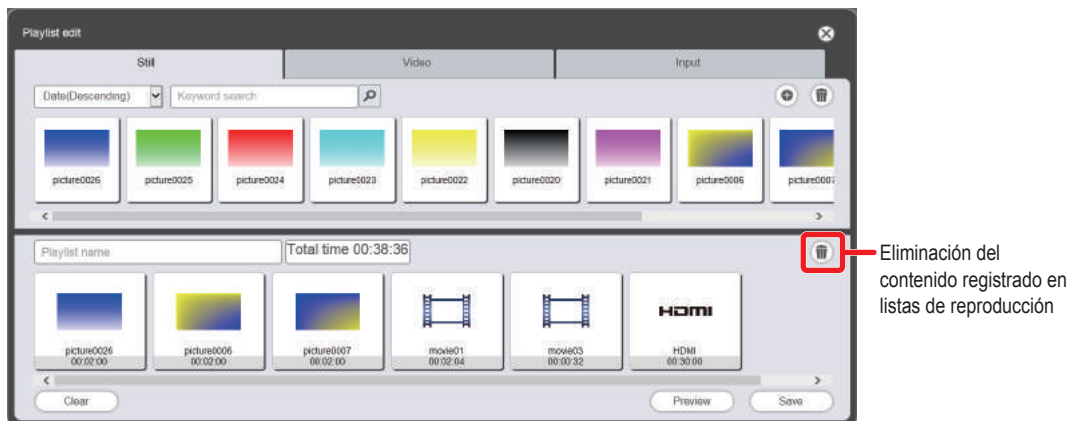 Playlist edit
Still Video Input
Date(Descending) Keyword search
picture0026 picture0025 picture0024 picture0023 picture0022 picture0020 picture0021 picture0006 picture0007
Playlist name Total time 00:38:36
Eliminación del
contenido registrado en
listas de reproducción
HDMI
picture0026 picture0006 picture0007 movie01 movie03 HDMI
00:02:00 00:02:00 00:02:00 00:02:04 00:00:32 00:30:00
Clear Preview Save